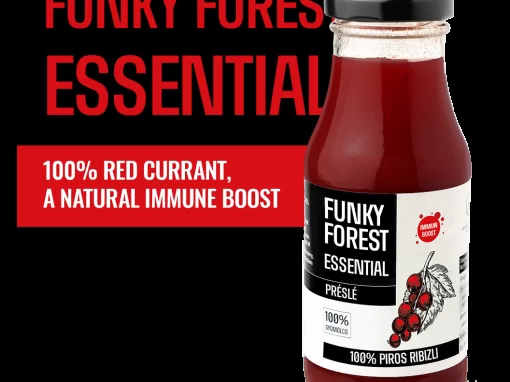 FUNKY FOREST
ESSENTIAL
100% RED CURRANT,
A NATURAL IMMUNE BOOST
FUNKY
FOREST
ESSENTIAL
PRÉSLÉ
100%
GYÜMÖLCS
IMMUN
BOOST
100% PIROS RIBIZLI